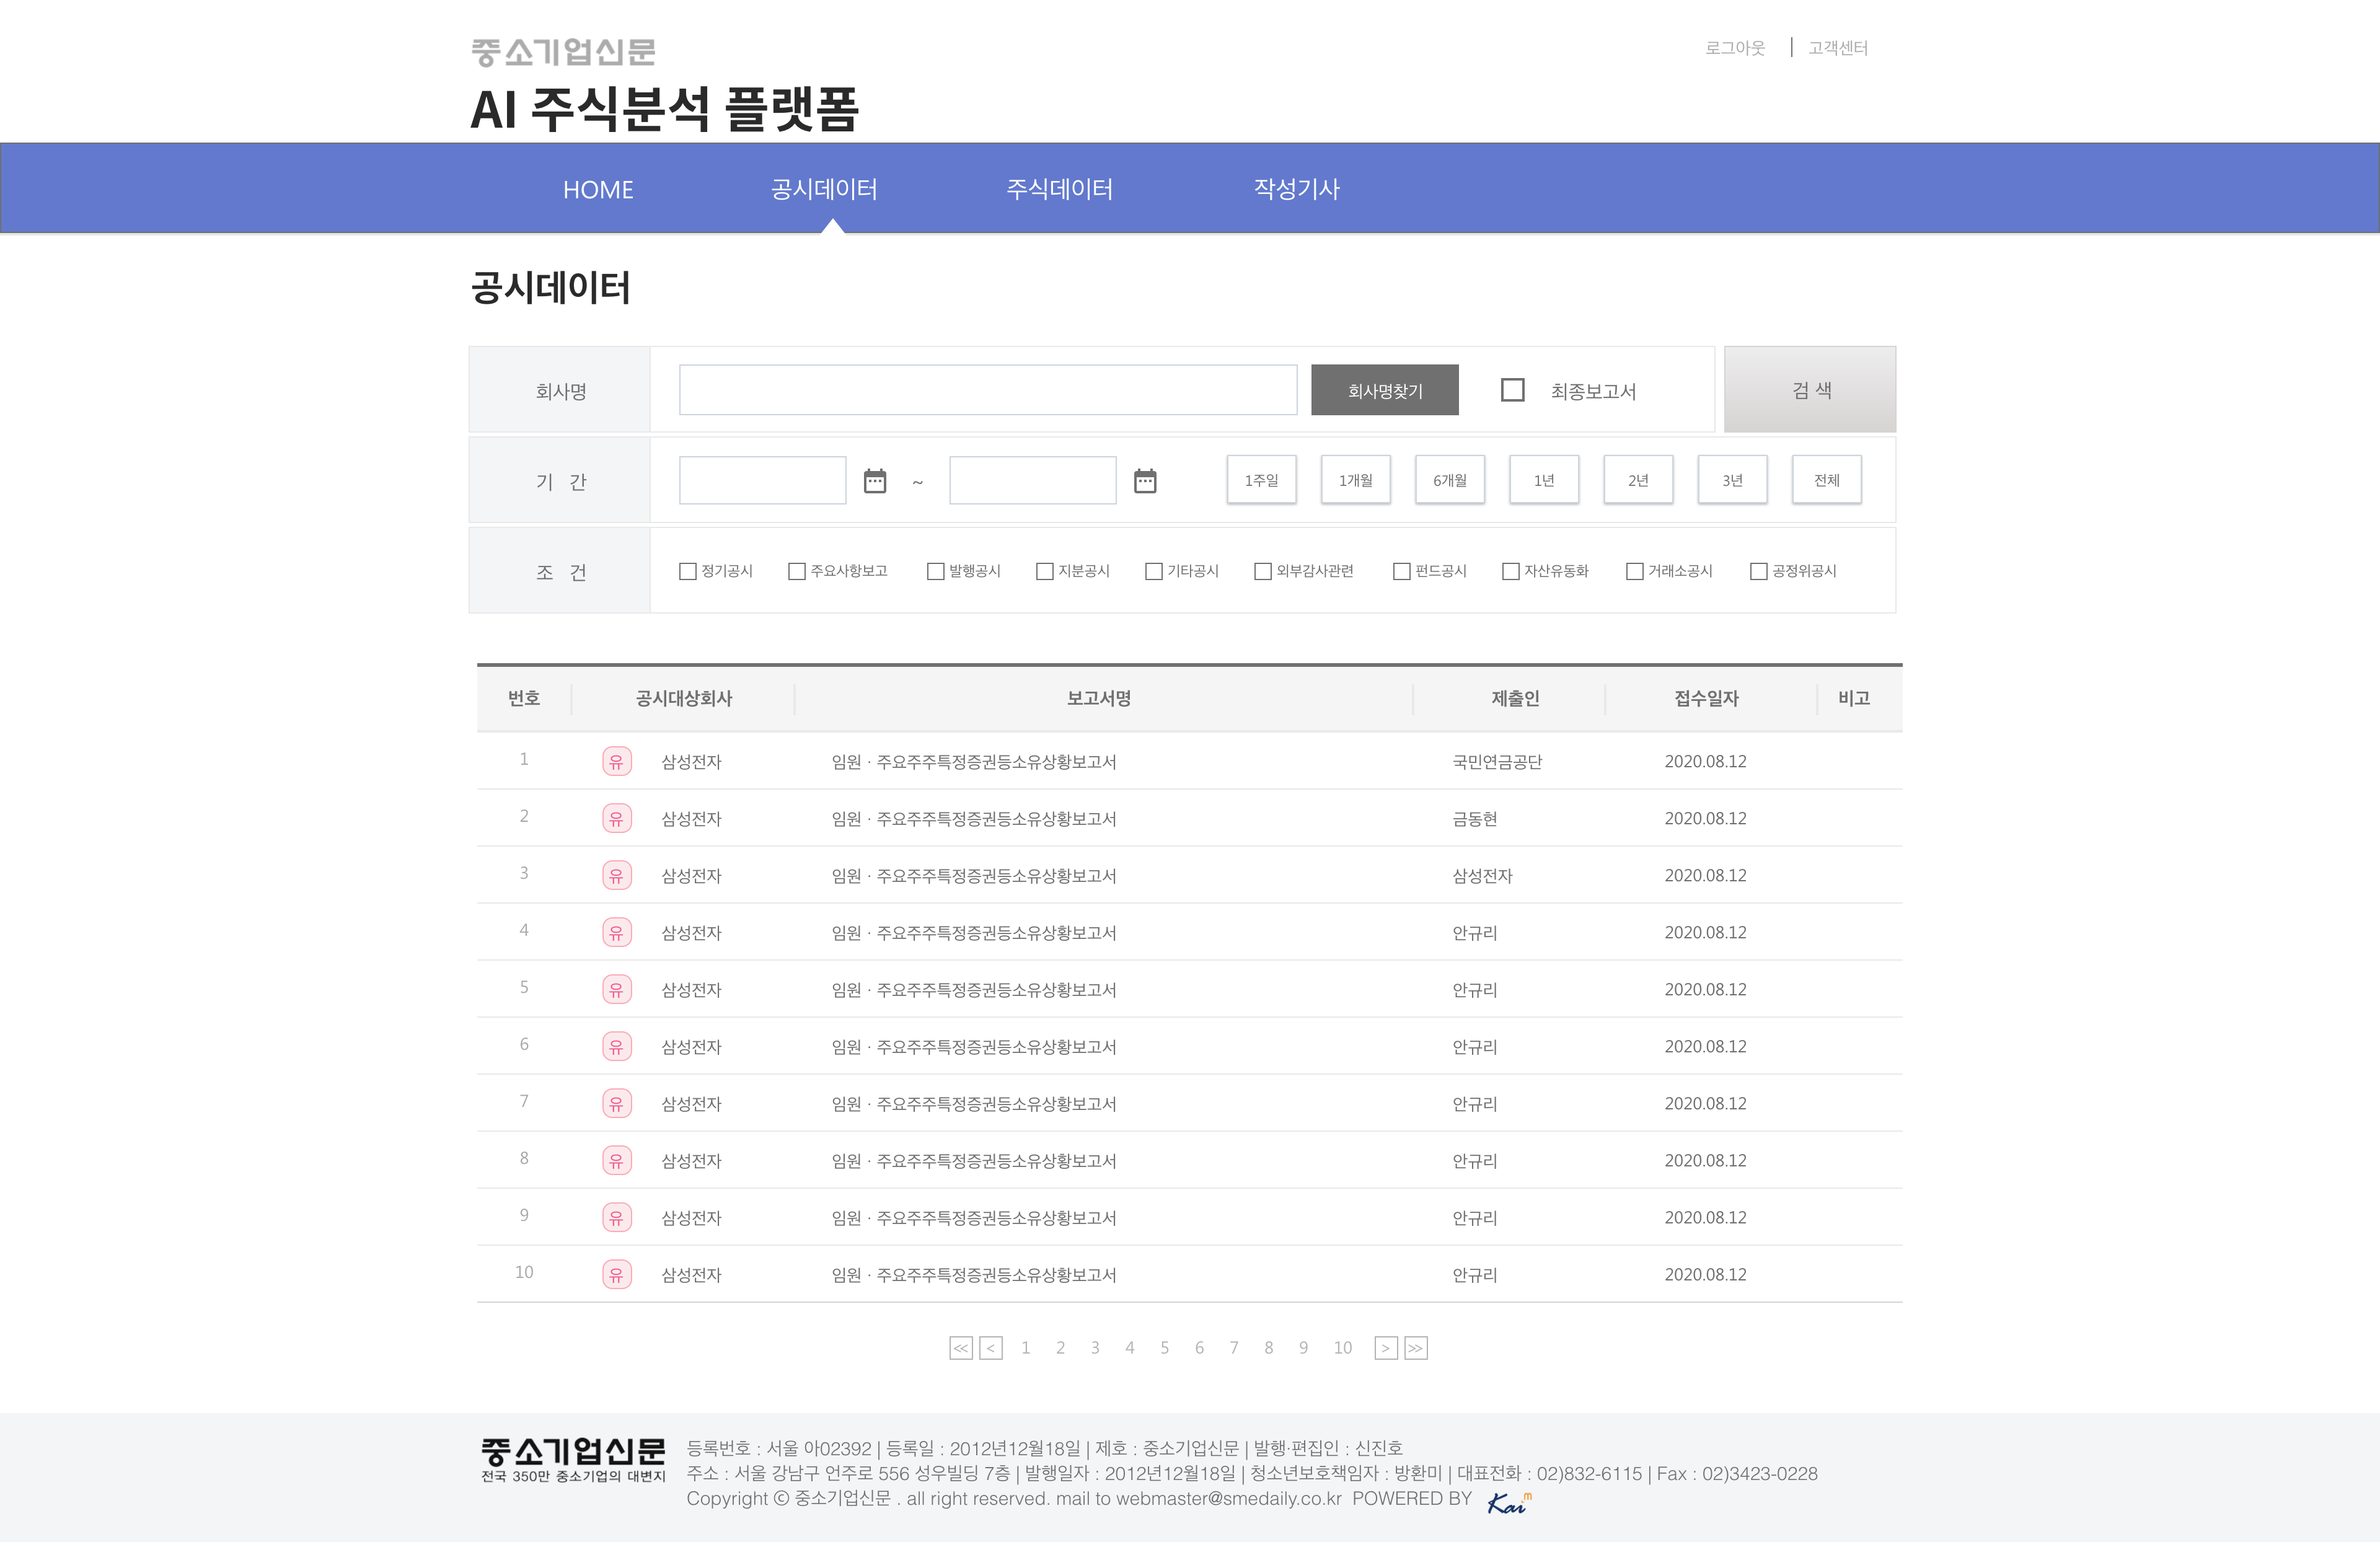 중소기업신문
로그아웃 | 고객센터
AI 주식분석 플랫폼
HOME 공시데이터 주식데이터 작성기사
공시데이터
회사명 회사명찾기 최종보고서 검 색
기 간 ~ 1주일 1개월 6개월 1년 2년 3년 전체
조 건 정기공시 주요사항보고 발행공시 지분공시 기타공시 외부감사관련 펀드공시 자산유동화 거래소공시 공정위공시
번호 공시대상회사 보고서명 제출인 접수일자 비고
1 유 삼성전자 임원 · 주요주주특정증권등소유상황보고서 국민연금공단 2020.08.12
2 유 삼성전자 임원 · 주요주주특정증권등소유상황보고서 금동현 2020.08.12
3 유 삼성전자 임원 · 주요주주특정증권등소유상황보고서 삼성전자 2020.08.12
4 유 삼성전자 임원 · 주요주주특정증권등소유상황보고서 안규리 2020.08.12
5 유 삼성전자 임원 · 주요주주특정증권등소유상황보고서 안규리 2020.08.12
6 유 삼성전자 임원 · 주요주주특정증권등소유상황보고서 안규리 2020.08.12
7 유 삼성전자 임원 · 주요주주특정증권등소유상황보고서 안규리 2020.08.12
8 유 삼성전자 임원 · 주요주주특정증권등소유상황보고서 안규리 2020.08.12
9 유 삼성전자 임원 · 주요주주특정증권등소유상황보고서 안규리 2020.08.12
10 유 삼성전자 임원 · 주요주주특정증권등소유상황보고서 안규리 2020.08.12
<< < 1 2 3 4 5 6 7 8 9 10 > >>
중소기업신문
전국 350만 중소기업의 대변지
등록번호 : 서울 아02392 | 등록일 : 2012년12월18일 | 제호 : 중소기업신문 | 발행·편집인 : 신진호
주소 : 서울 강남구 언주로 556 성우빌딩 7층 | 발행일자 : 2012년12월18일 | 청소년보호책임자 : 방환미 | 대표전화 : 02)832-6115 | Fax : 02)3423-0228
Copyright ⓒ 중소기업신문 . all right reserved. mail to webmaster@smedaily.co.kr POWERED BY Kai m